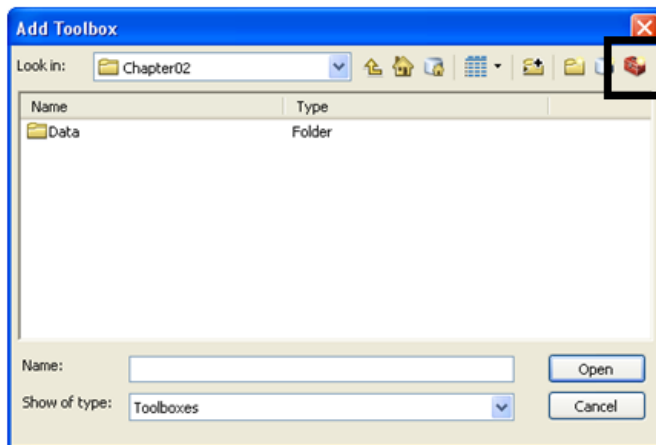 Add Toolbox
Look in: Chapter02
Name Type
Data Folder
Name: Open
Show of type: Toolboxes Cancel